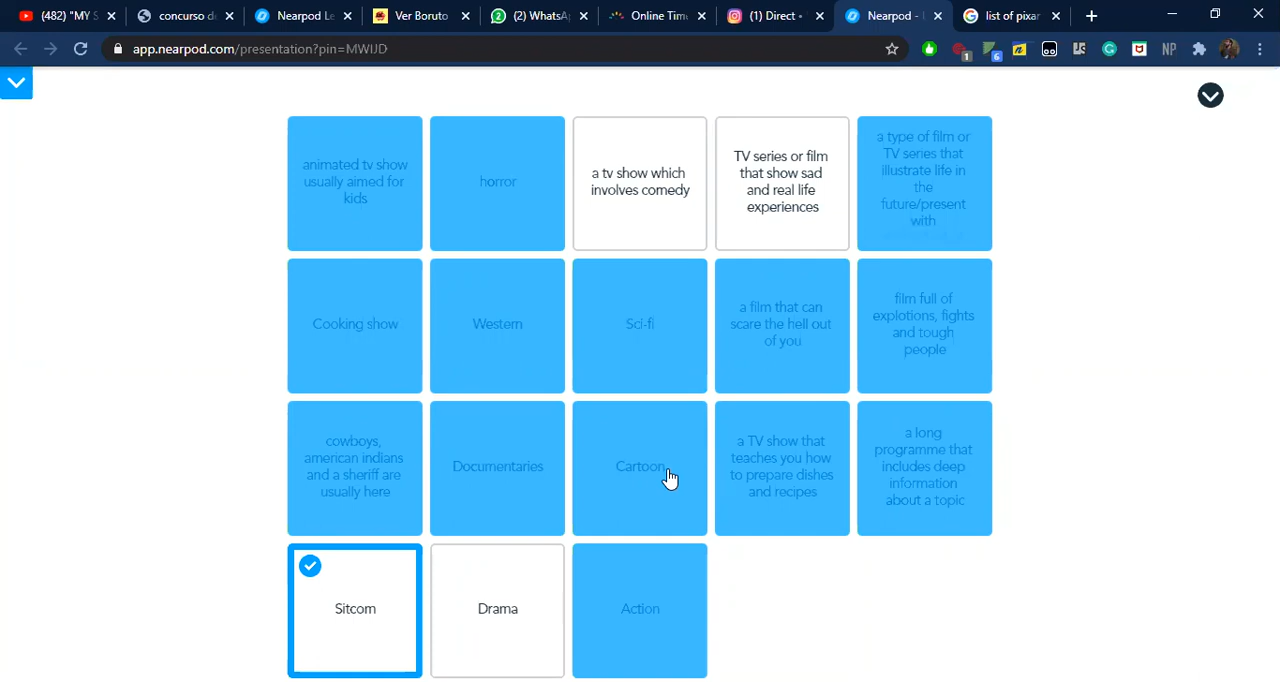 (482) "MY S
concurso de
Nearpod Le
Ver Boruto
(2) WhatsA
Online Tim
(1) Direct •
Nearpod -
list of pixar
app.nearpod.com/presentation?pin=MWIJD
1
6
NP
animated tv show
usually aimed for
kids
horror
a tv show which
involves comedy
TV series or film
that show sad
and real life
experiences
a type of film or
TV series that
illustrate life in
the
future/present
with
Cooking show
Western
Sci-fi
a film that can
scare the hell out
of you
film full of
explotions, fights
and tough
people
cowboys,
american indians
and a sheriff are
usually here
Documentaries
Cartoon
a TV show that
teaches you how
to prepare dishes
and recipes
a long
programme that
includes deep
information
about a topic
Sitcom
Drama
Action